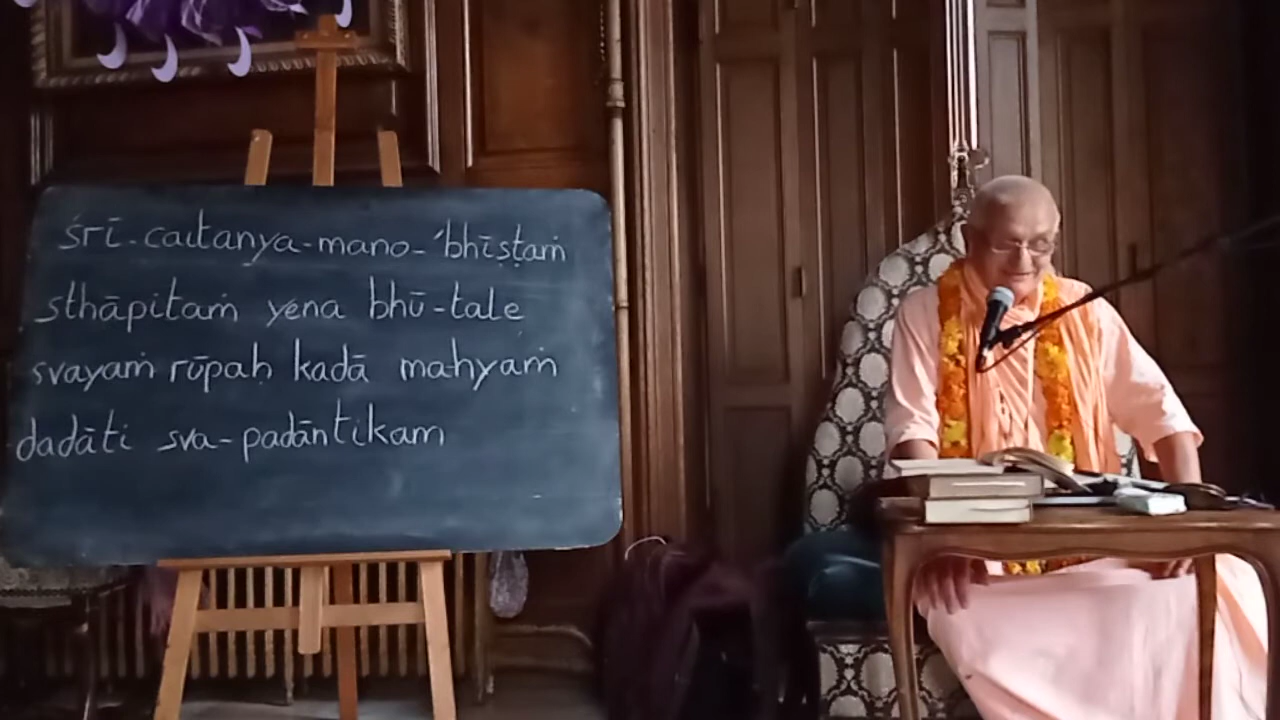 śrī-caitanya-mano-'bhīṣṭaṁ
sthāpitaṁ yena bhū-tale
svayaṁ rūpaḥ kadā mahyaṁ
dadāti sva-padāntikam